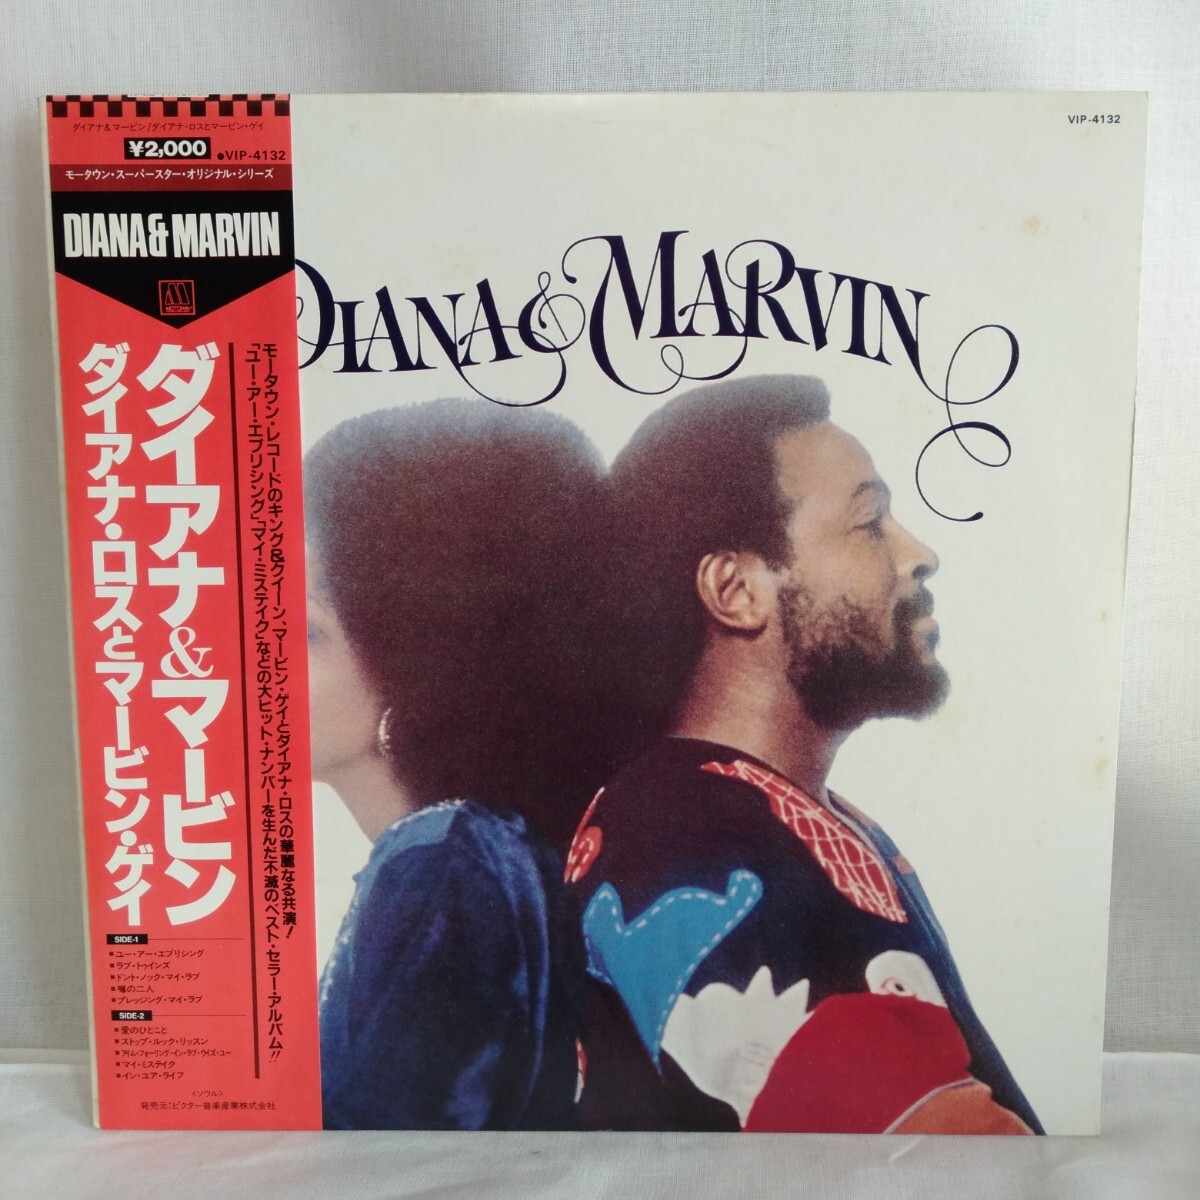 ダイアナ&マービン/ダイアナ・ロスとマービン・ゲイ
¥2,000 ●VIP-4132
モータウン・スーパースター・オリジナル・シリーズ
DIANA & MARVIN
MOTOWN
ダイアナ&マービン
ダイアナ・ロスとマービン・ゲイ
モータウン・レコードのキング&クイーン、マービン・ゲイとダイアナ・ロスの華麗なる共演!
「ユー・アー・エブリシング」「マイ・ミステイク」などの大ヒット・ナンバーを生んだ不滅のベスト・セラー・アルバム!!
SIDE-1
■ユー・アー・エブリシング
■ラブ・トゥインズ
■ドント・ノック・マイ・ラブ
■噂の二人
■プレッジング・マイ・ラブ
SIDE-2
■愛のひとこと
■ストップ・ルック・リッスン
■アイム・フォーリング・イン・ラブ・ウィズ・ユー
■マイ・ミステイク
■イン・ユア・ライフ
<ソウル>
発売元:ビクター音楽産業株式会社
VIP-4132
DIANA & MARVIN